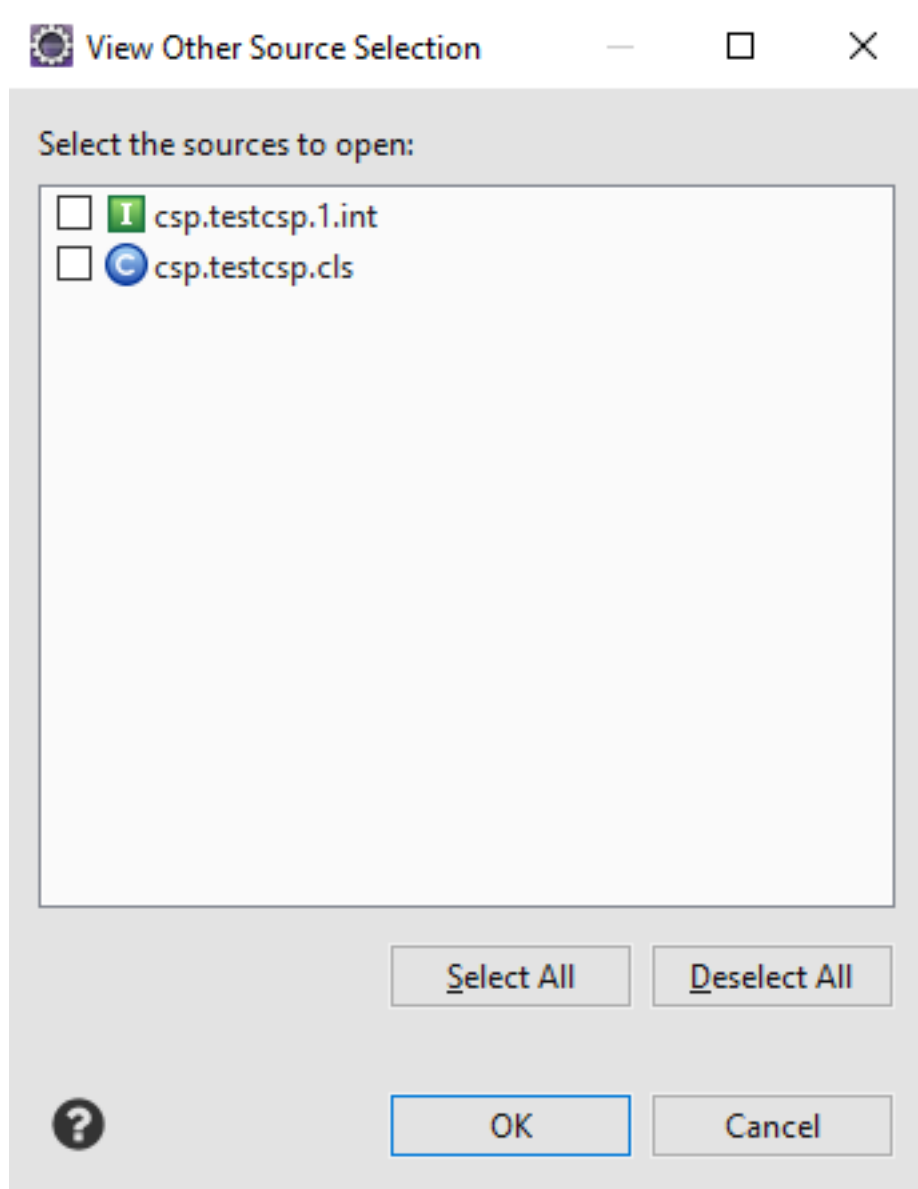 View Other Source Selection
Select the sources to open:
I csp.testcsp.1.int
C csp.testcsp.cls
Select All Deselect All
? OK Cancel